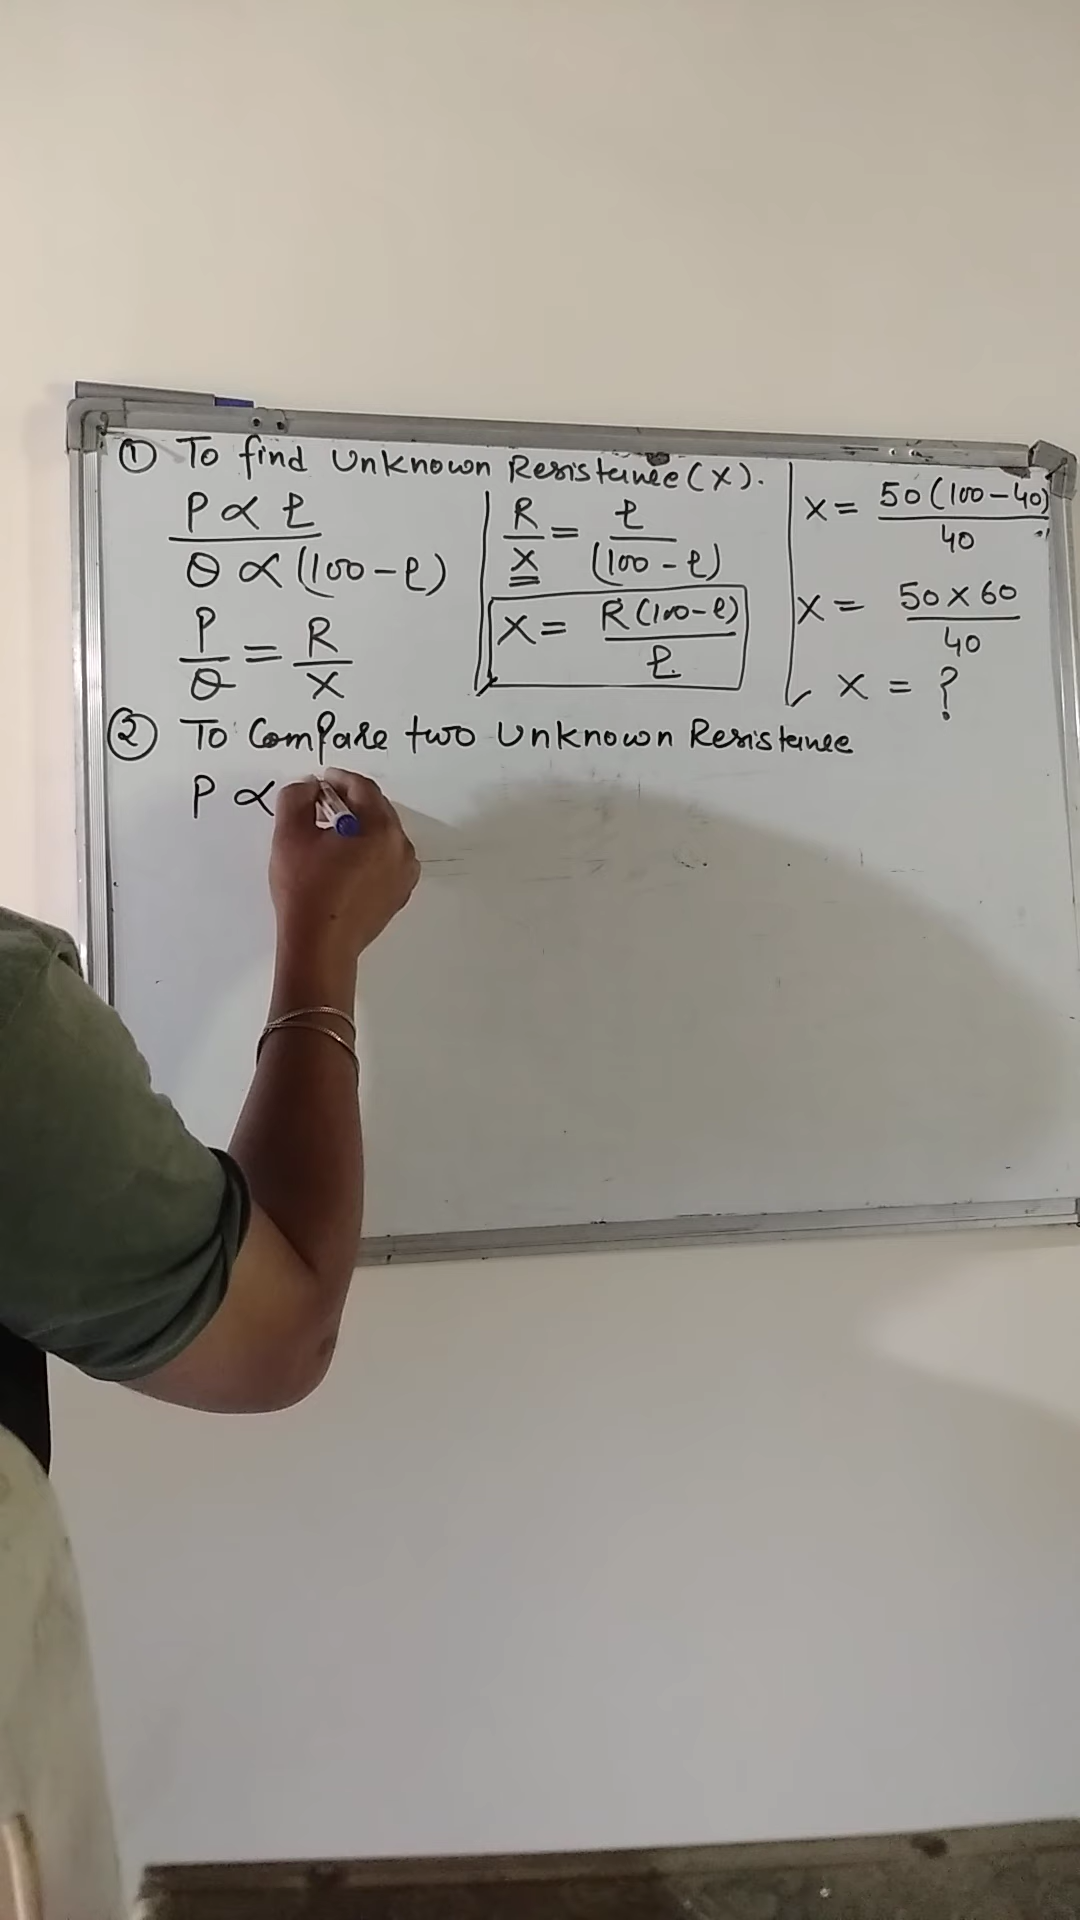 ① To find Unknown Resistance (X).
P ∝ ℓ
Q ∝ (100 - ℓ)
P/Q = R/X
R/X = ℓ/(100 - ℓ)
X = R(100-ℓ)/ℓ.
X = 50(100-40)/40
X = 50 X 60/40
X = ?
② To Compare two Unknown Resistance
P ∝